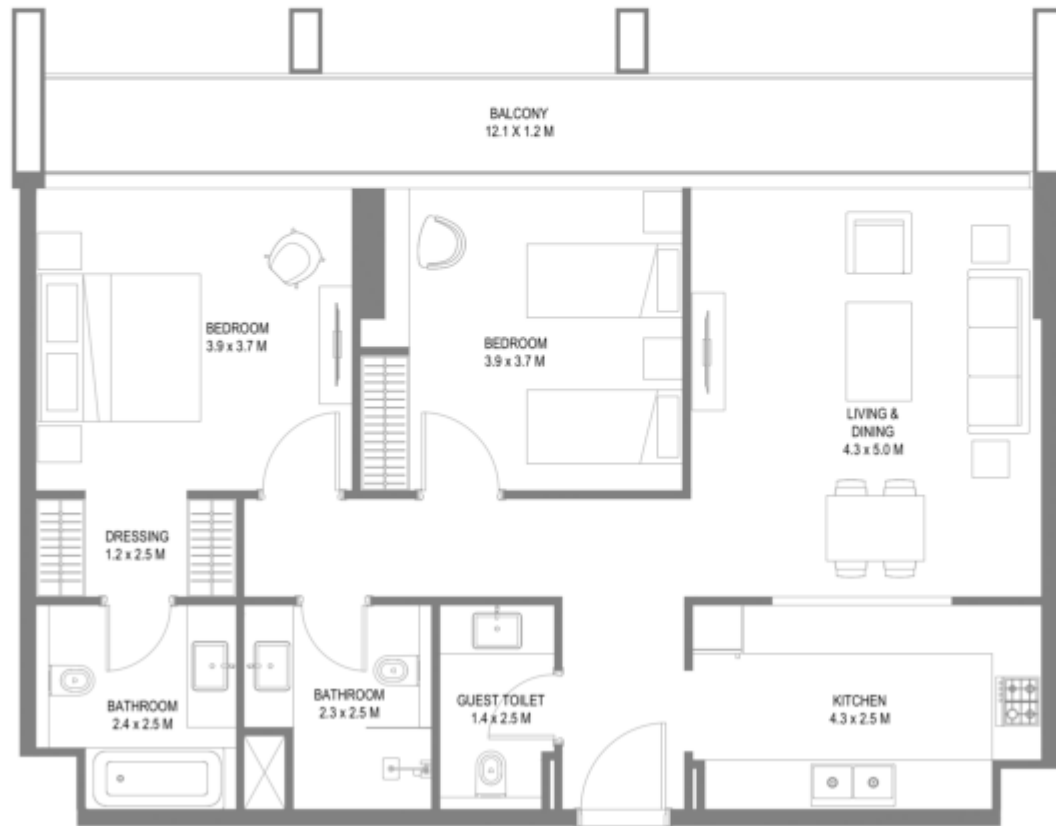 BALCONY
12.1 X 1.2 M
BEDROOM
3.9 x 3.7 M
BEDROOM
3.9 x 3.7 M
LIVING &
DINING
4.3 x 5.0 M
DRESSING
1.2 x 2.5 M
BATHROOM
2.4 x 2.5 M
BATHROOM
2.3 x 2.5 M
GUEST TOILET
1.4 x 2.5 M
KITCHEN
4.3 x 2.5 M